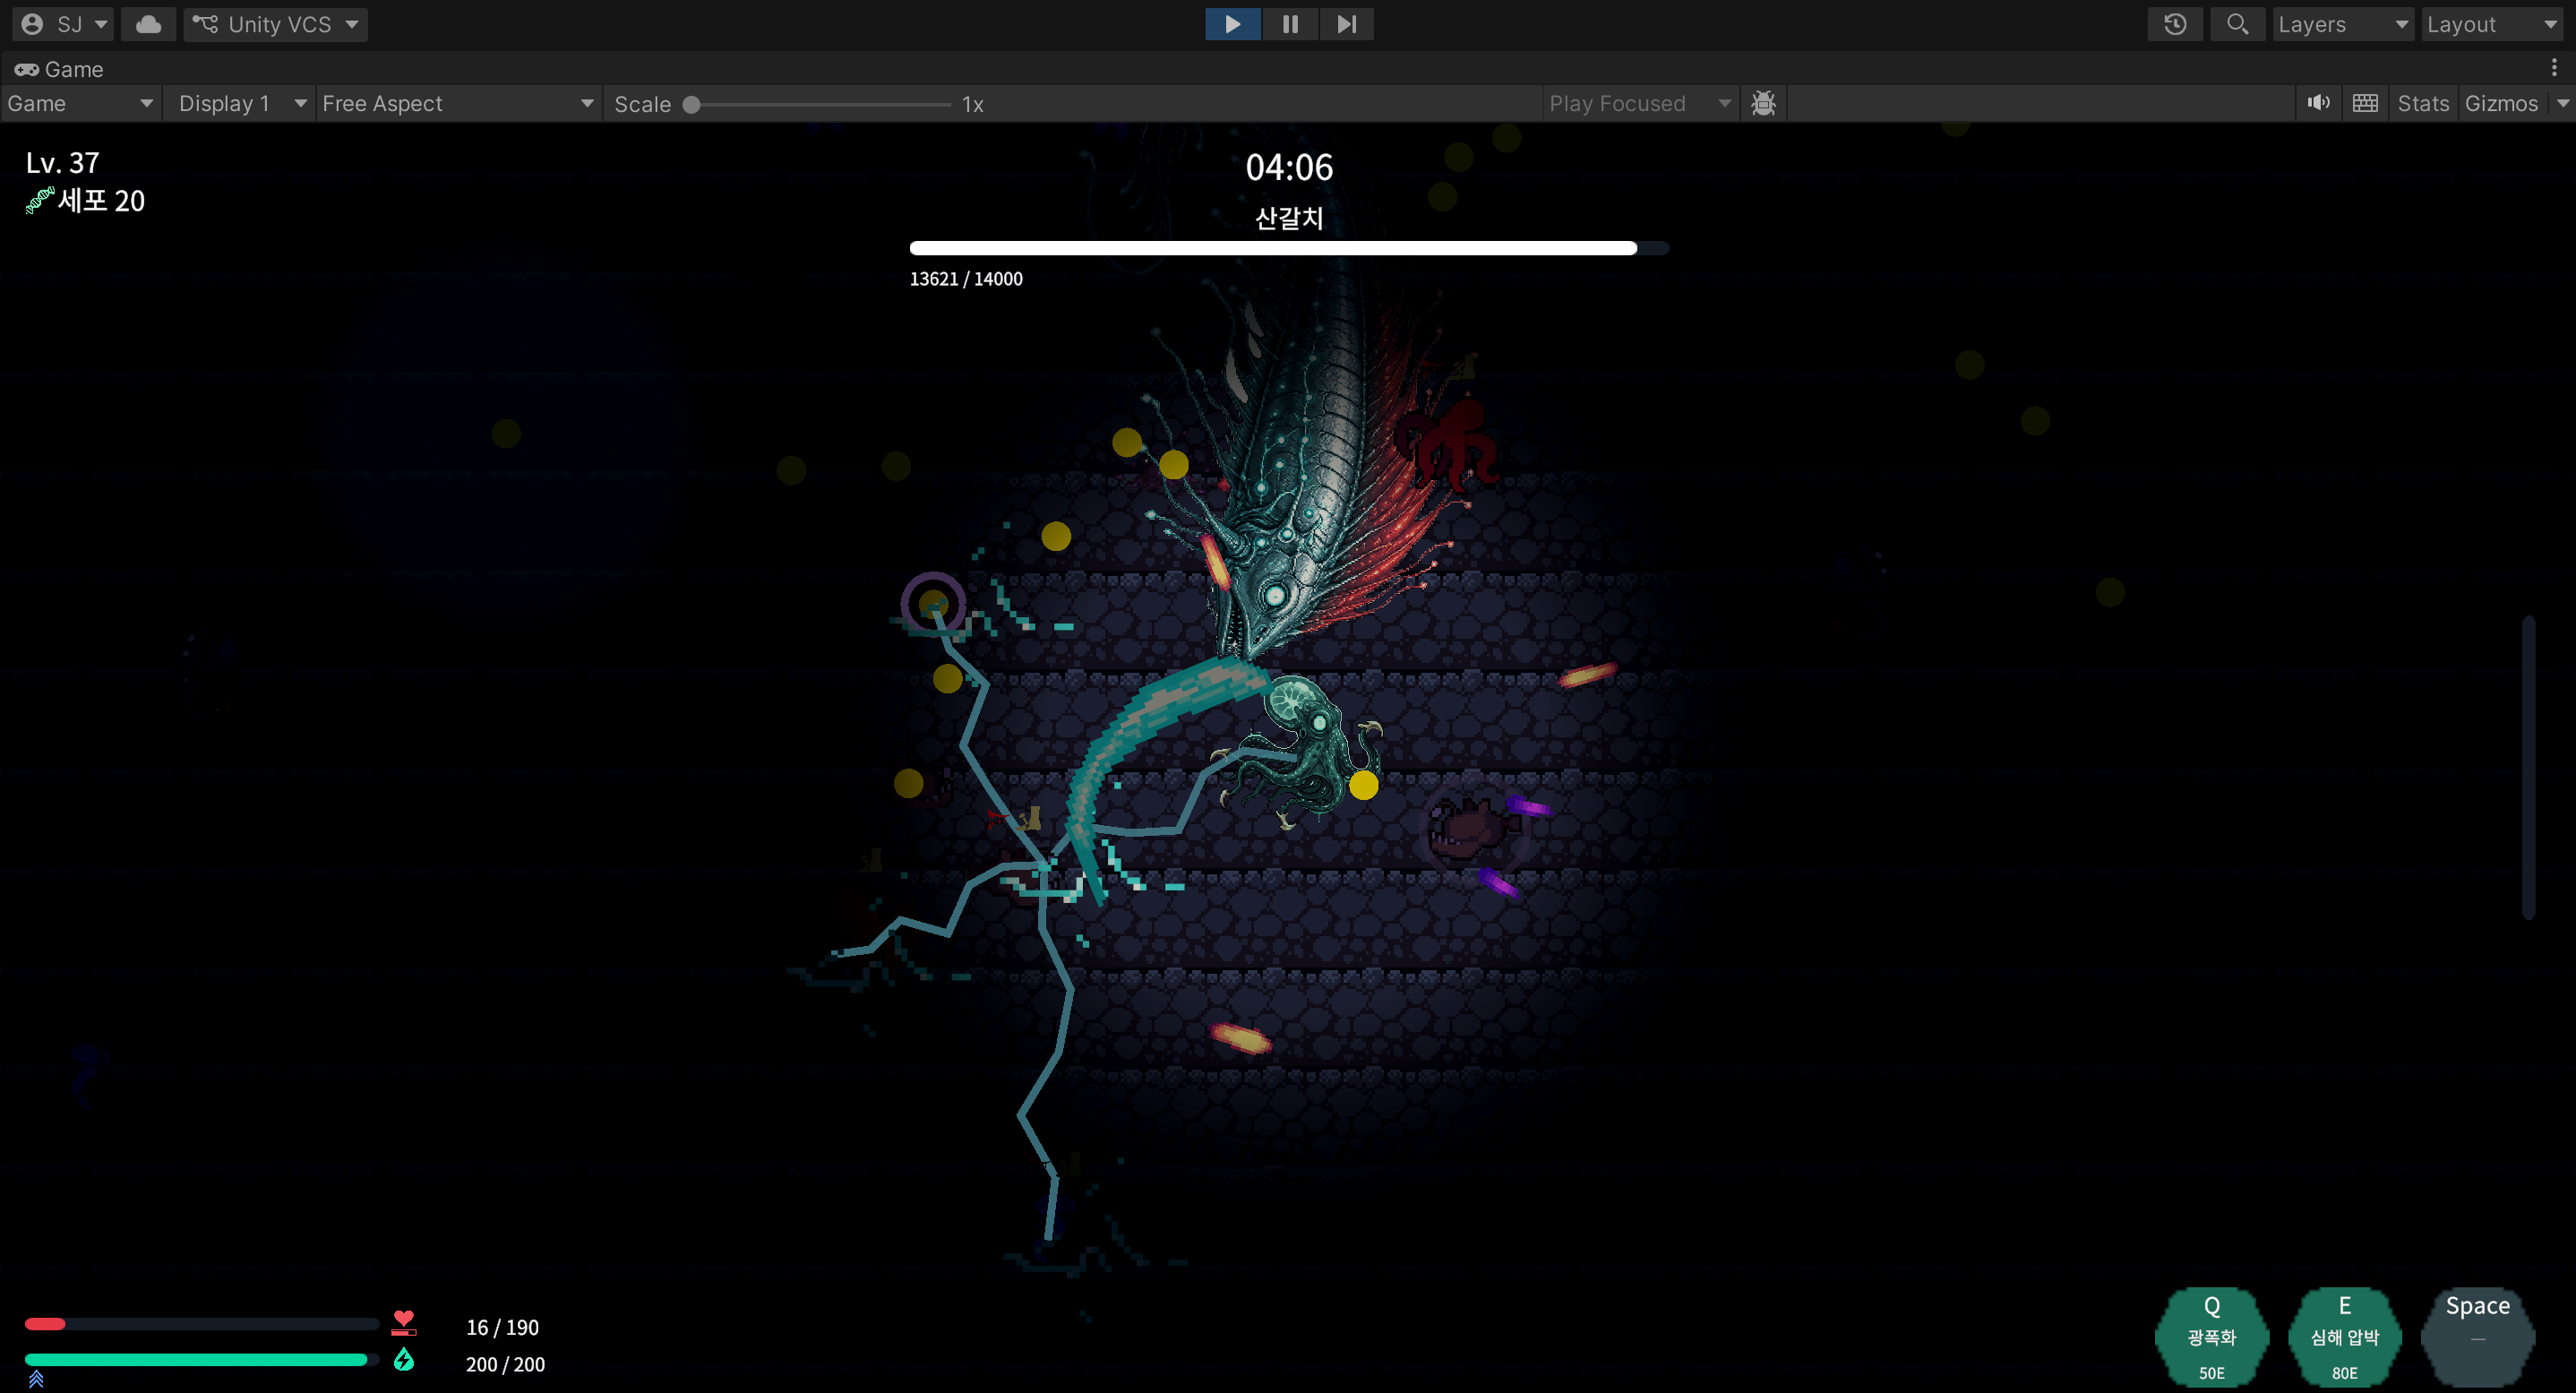 SJ
Unity VCS
Layers
Layout
Game
Game
Display 1
Free Aspect
Scale
1x
Play Focused
Stats
Gizmos
Lv. 37
세포 20
04:06
산갈치
13621 / 14000
16 / 190
200 / 200
Q
광폭화
50E
E
심해 압박
80E
Space
—